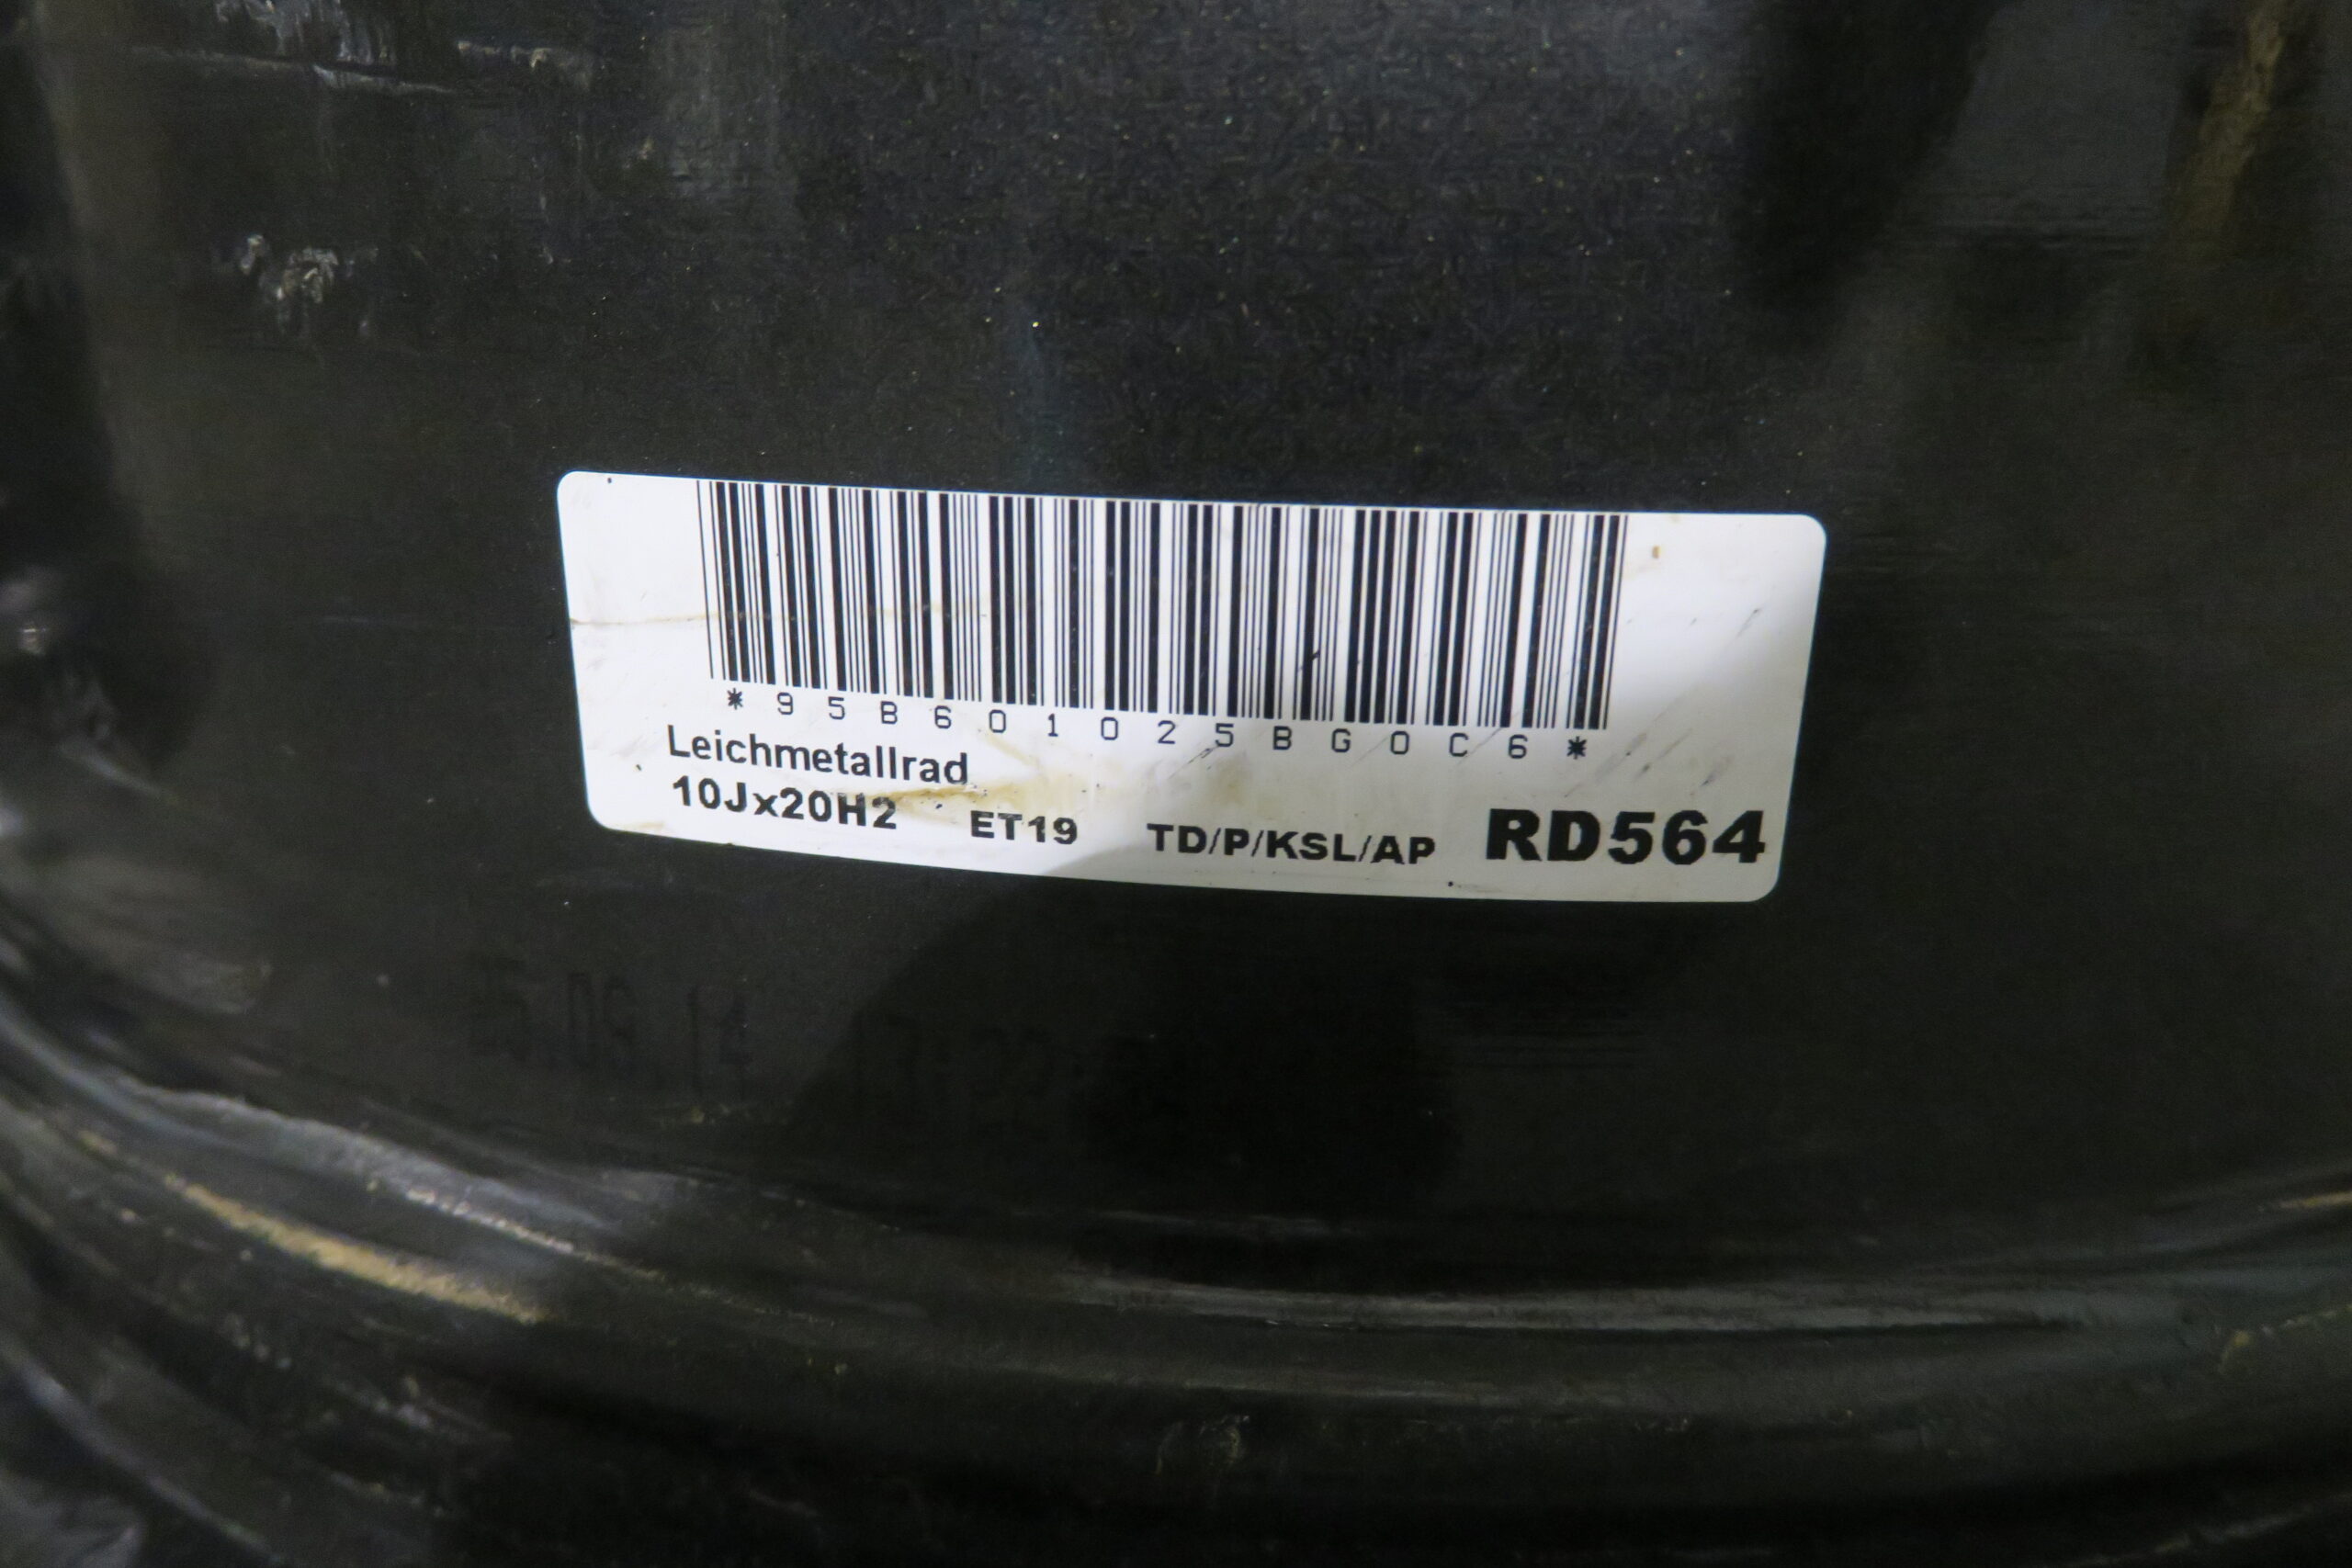 *95B601025BG0C6*
Leichmetallrad
10Jx20H2 ET19 TD/P/KSL/AP RD564